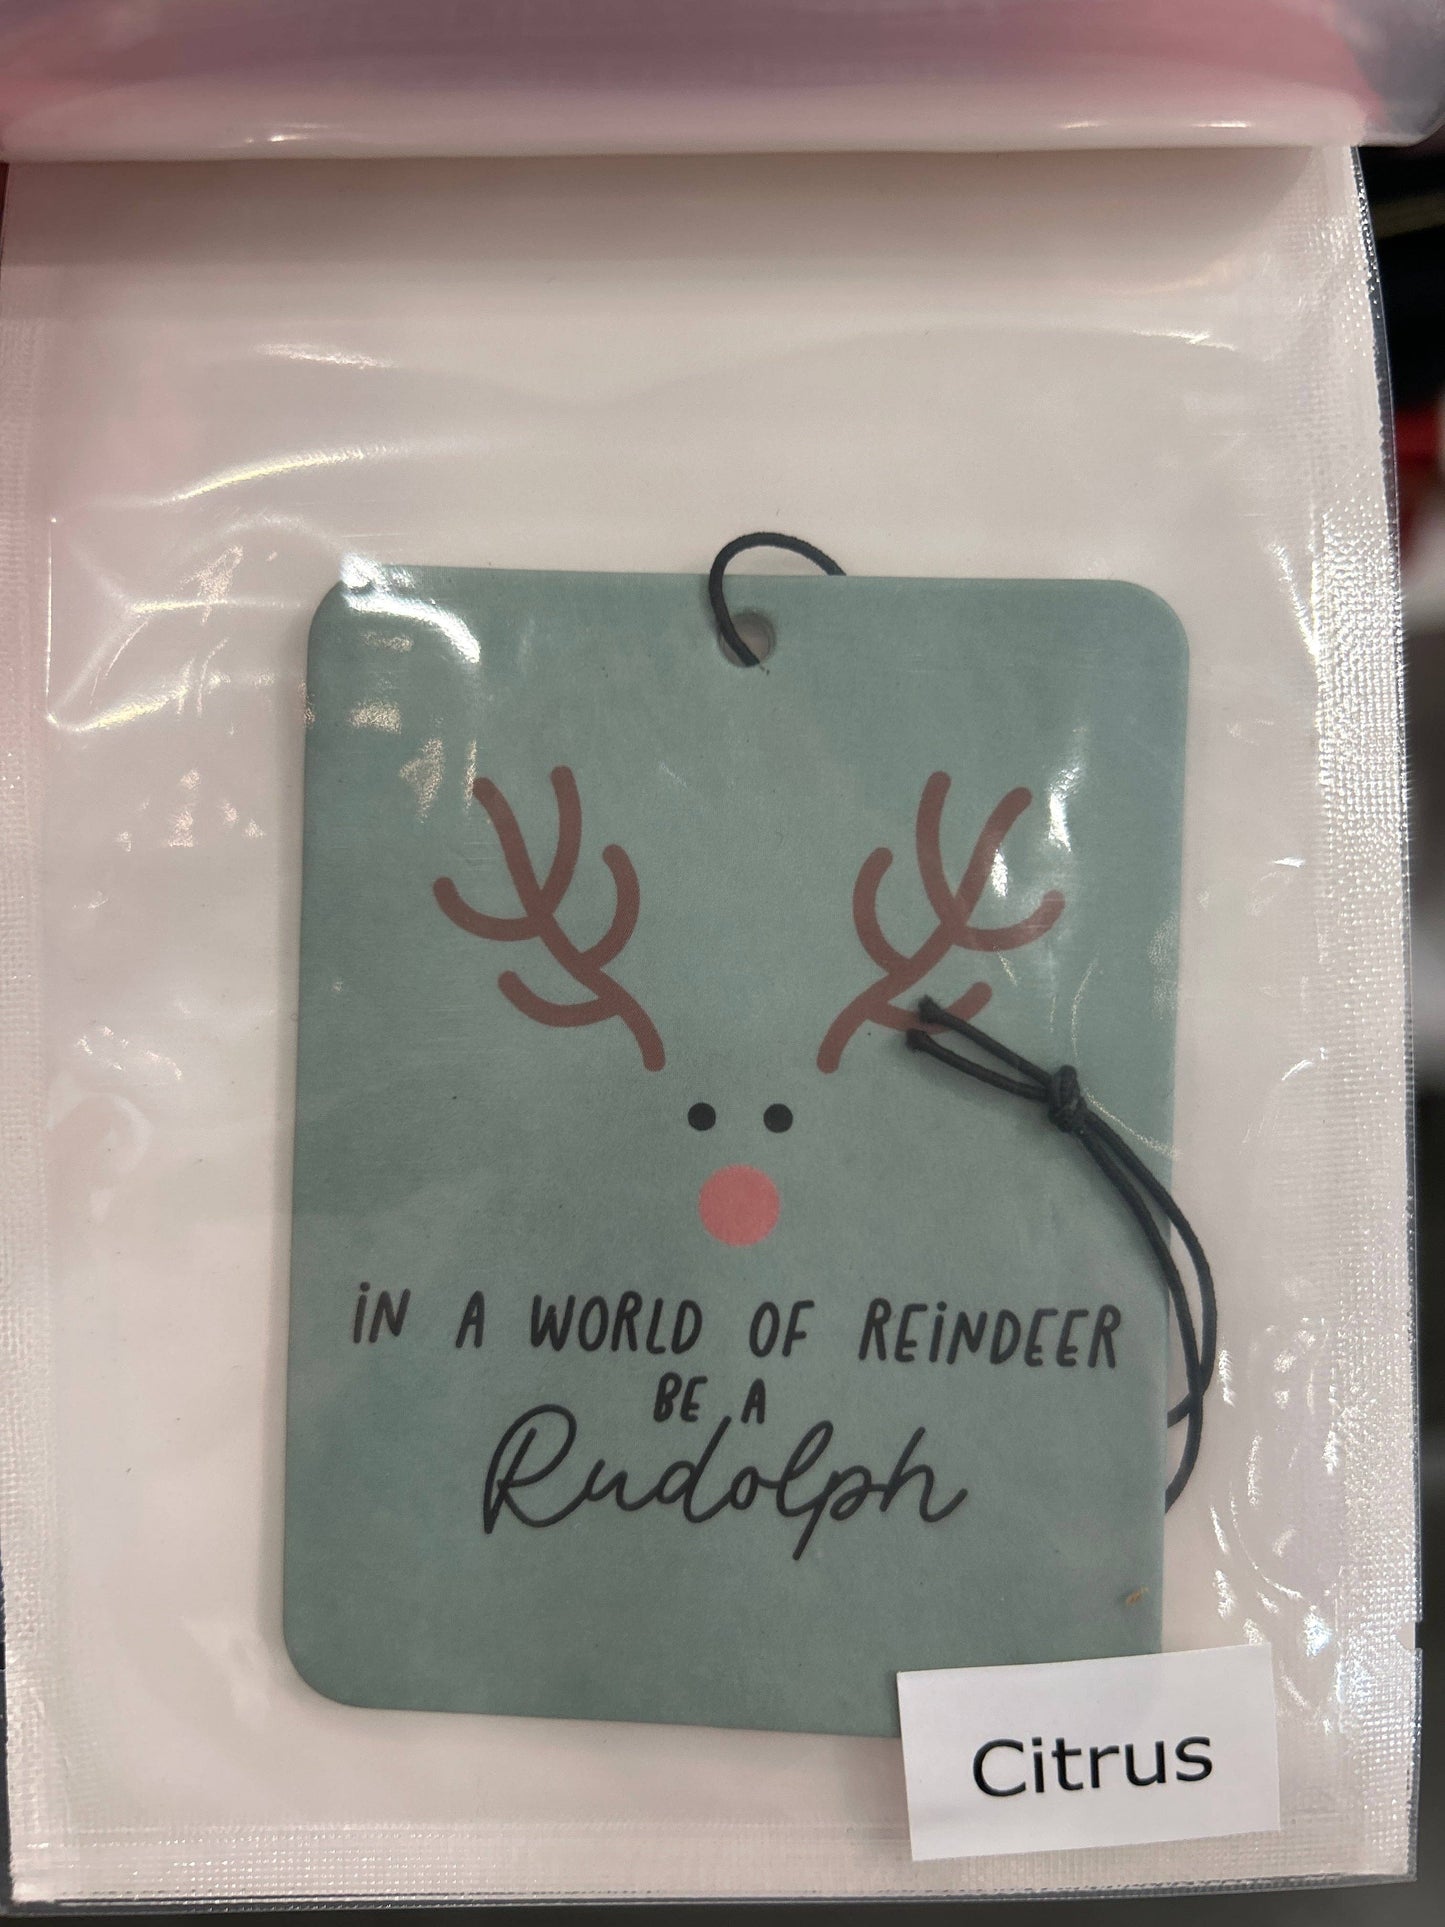 iN A WORLD OF REiNDEER
BE A
Rudolph
Citrus